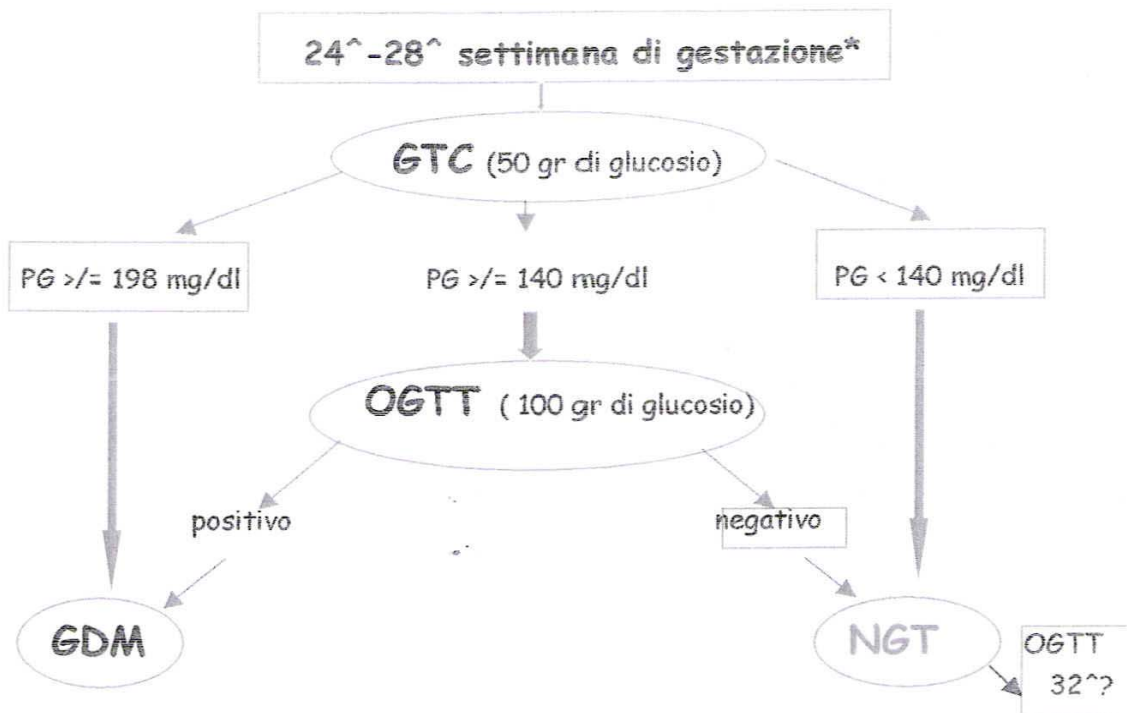 24^-28^ settimana di gestazione*
GTC (50 gr di glucosio)
PG >/= 198 mg/dl
PG >/= 140 mg/dl
PG < 140 mg/dl
OGTT ( 100 gr di glucosio)
positivo
negativo
GDM
NGT
OGTT
32^?